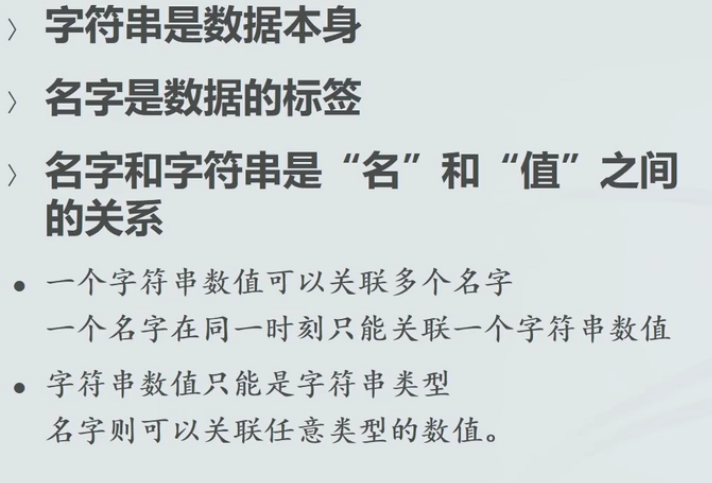 〉字符串是数据本身
〉名字是数据的标签
〉名字和字符串是“名”和“值”之间
的关系
• 一个字符串数值可以关联多个名字
一个名字在同一时刻只能关联一个字符串数值
• 字符串数值只能是字符串类型
名字则可以关联任意类型的数值。